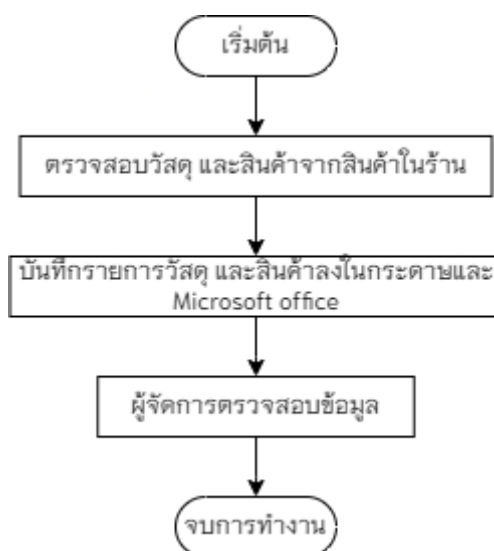 เริ่มต้น
ตรวจสอบวัสดุ และสินค้าจากสินค้าในร้าน
บันทึกรายการวัสดุ และสินค้าลงในกระดาษและ
Microsoft office
ผู้จัดการตรวจสอบข้อมูล
จบการทำงาน